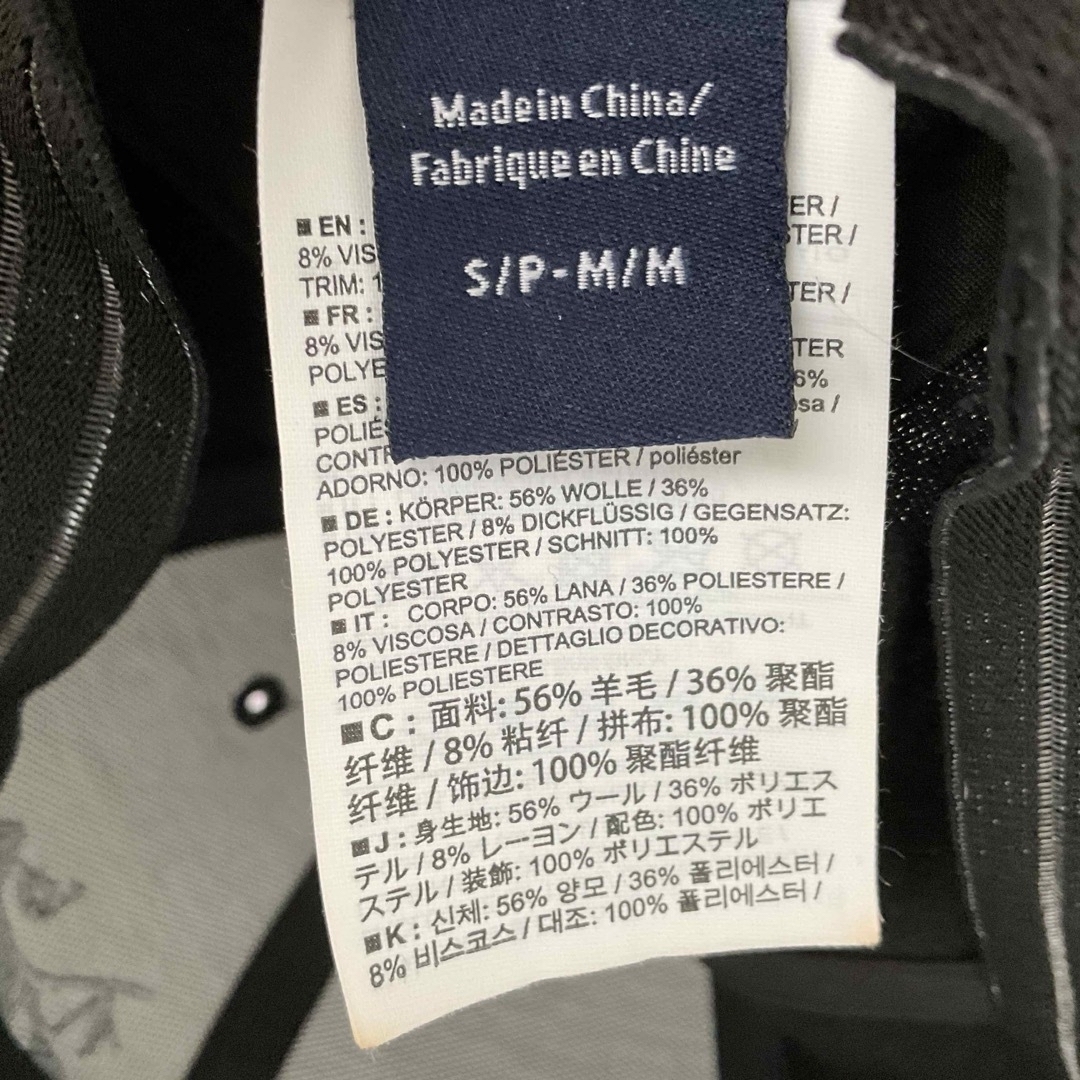 Made in China/
Fabrique en Chine
S/P-M/M
EN :
ER /
8% VIS
STER /
TRIM: 1
FR :
TER /
8% VIS
TER
POLYE
6%
ES :
osa /
POLIÉS
CONTR
ADORNO: 100% POLIÉSTER / poliéster
DE : KÖRPER: 56% WOLLE / 36%
POLYESTER / 8% DICKFLÜSSIG / GEGENSATZ:
100% POLYESTER / SCHNITT: 100%
POLYESTER
IT : CORPO: 56% LANA / 36% POLIESTERE /
8% VISCOSA / CONTRASTO: 100%
POLIESTERE / DETTAGLIO DECORATIVO:
100% POLIESTERE
C : 面料: 56% 羊毛 / 36% 聚酯
纤维 / 8% 粘纤 / 拼布: 100% 聚酯
纤维 / 饰边: 100% 聚酯纤维
J : 身生地: 56% ウール / 36% ポリエス
テル / 8% レーヨン / 配色: 100% ポリエ
ステル / 装飾: 100% ポリエステル
K : 신체: 56% 양모 / 36% 폴리에스터 /
8% 비스코스 / 대조: 100% 폴리에스터 /